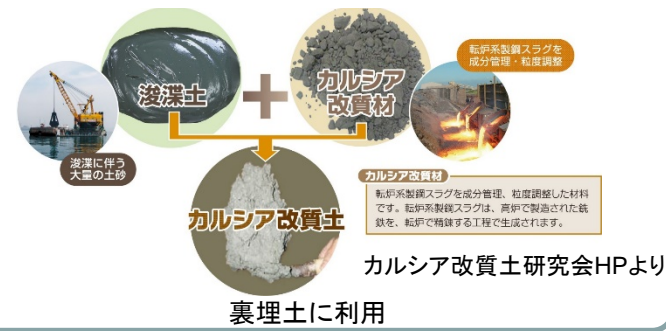 転炉系製鋼スラグを
成分管理・粒度調整
浚渫土
+
カルシア
改質材
浚渫に伴う
大量の土砂
カルシア改質材
転炉系製鋼スラグを成分管理、粒度調整した材料
です。転炉系製鋼スラグは、高炉で製造された銑
鉄を、転炉で精錬する工程で生成されます。
カルシア改質土
カルシア改質土研究会HPより
裏埋土に利用